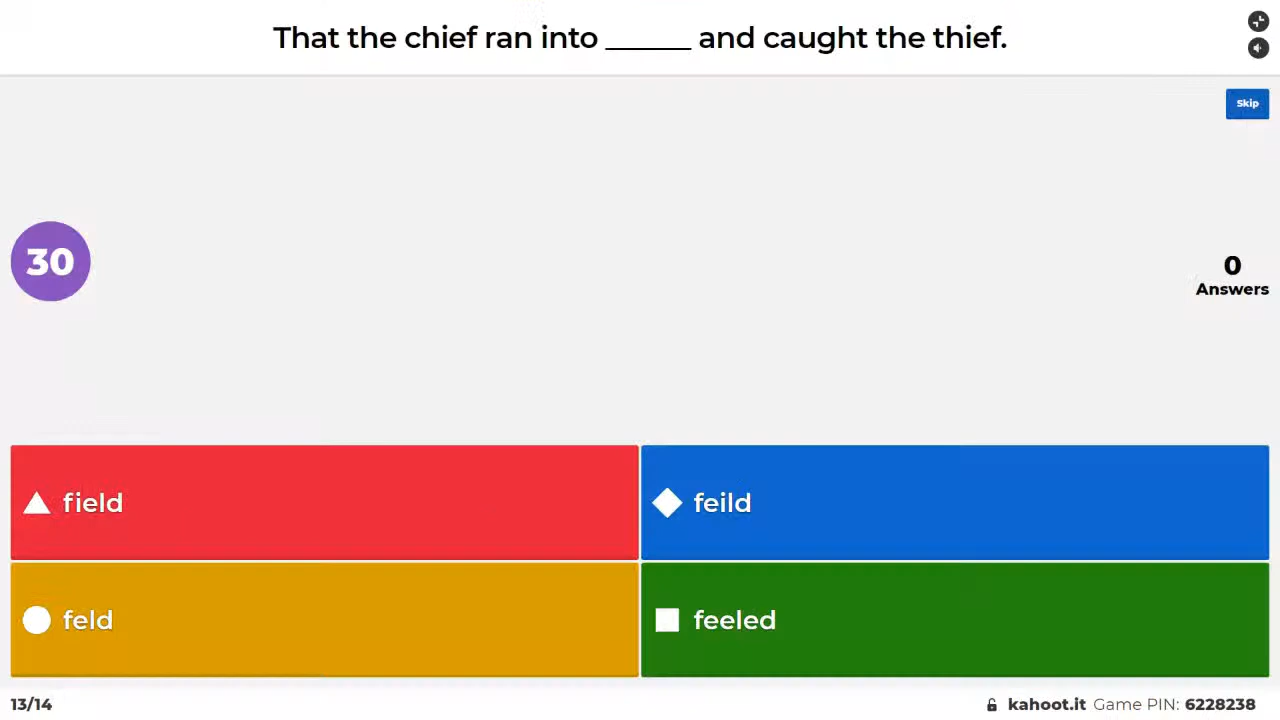 That the chief ran into ______ and caught the thief.
Skip
30
0
Answers
field
feild
feld
feeled
13/14
kahoot.it Game PIN: 6228238